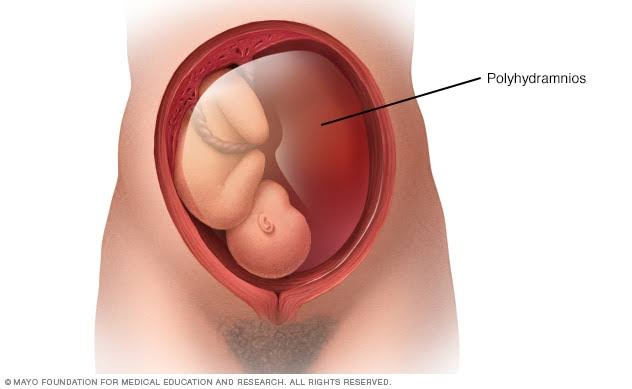 Polyhydramnios
© MAYO FOUNDATION FOR MEDICAL EDUCATION AND RESEARCH. ALL RIGHTS RESERVED.